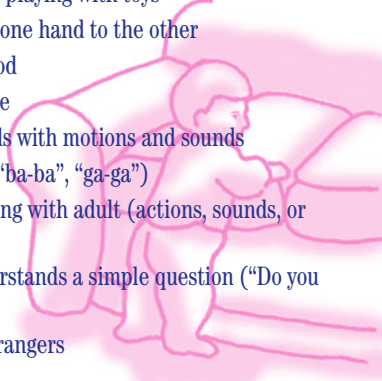 playing with toys
one hand to the other
od
e
ls with motions and sounds
“ba-ba”, “ga-ga”)
ng with adult (actions, sounds, or
rstands a simple question (“Do you
rangers